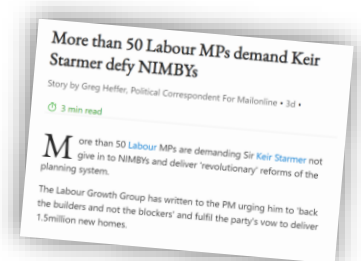 More than 50 Labour MPs demand Keir
Starmer defy NIMBYs
Story by Greg Heffer, Political Correspondent For Mailonline • 3d •
3 min read
More than 50 Labour MPs are demanding Sir Keir Starmer not
give in to NIMBYs and deliver 'revolutionary' reforms of the
planning system.
The Labour Growth Group has written to the PM urging him to 'back
the builders and not the blockers' and fulfil the party's vow to deliver
1.5million new homes.